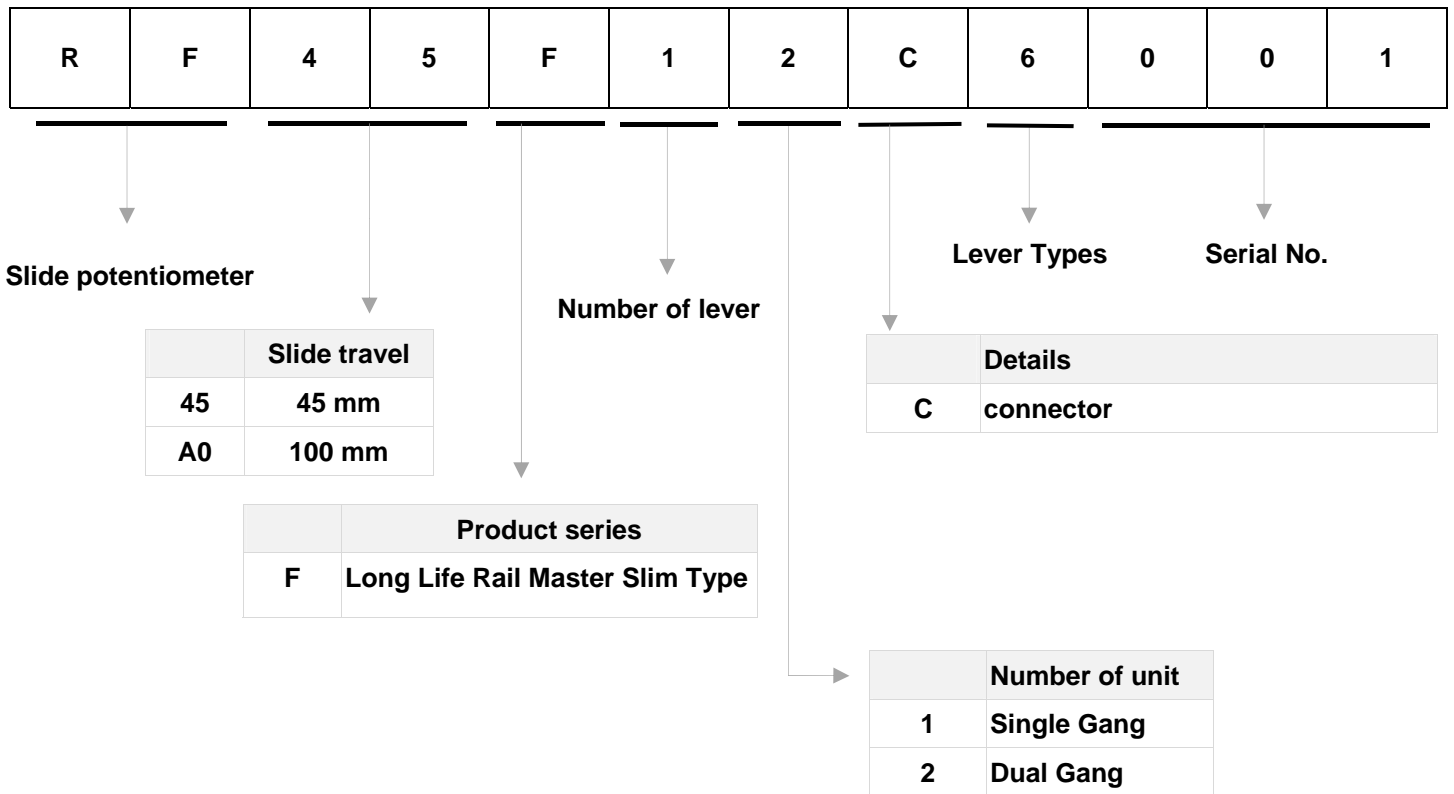 R F 4 5 F 1 2 C 6 0 0 1
Slide potentiometer
Slide travel
45 45 mm
A0 100 mm
Product series
F Long Life Rail Master Slim Type
Number of lever
Number of unit
1 Single Gang
2 Dual Gang
Details
C connector
Lever Types
Serial No.